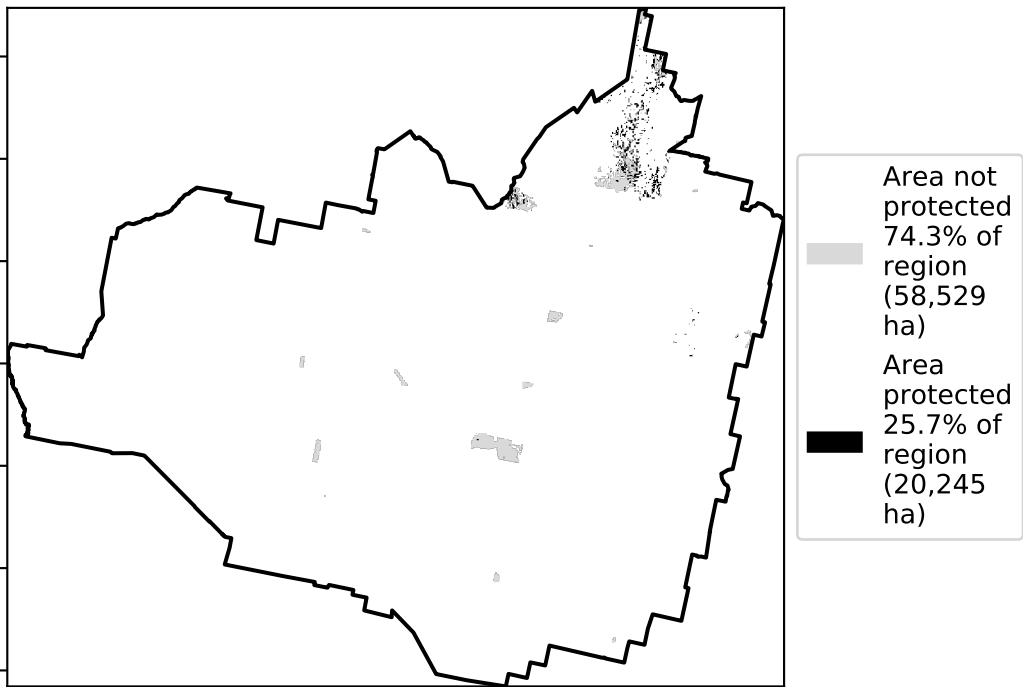 Area not
protected
74.3% of
region
(58,529
ha)
Area
protected
25.7% of
region
(20,245
ha)